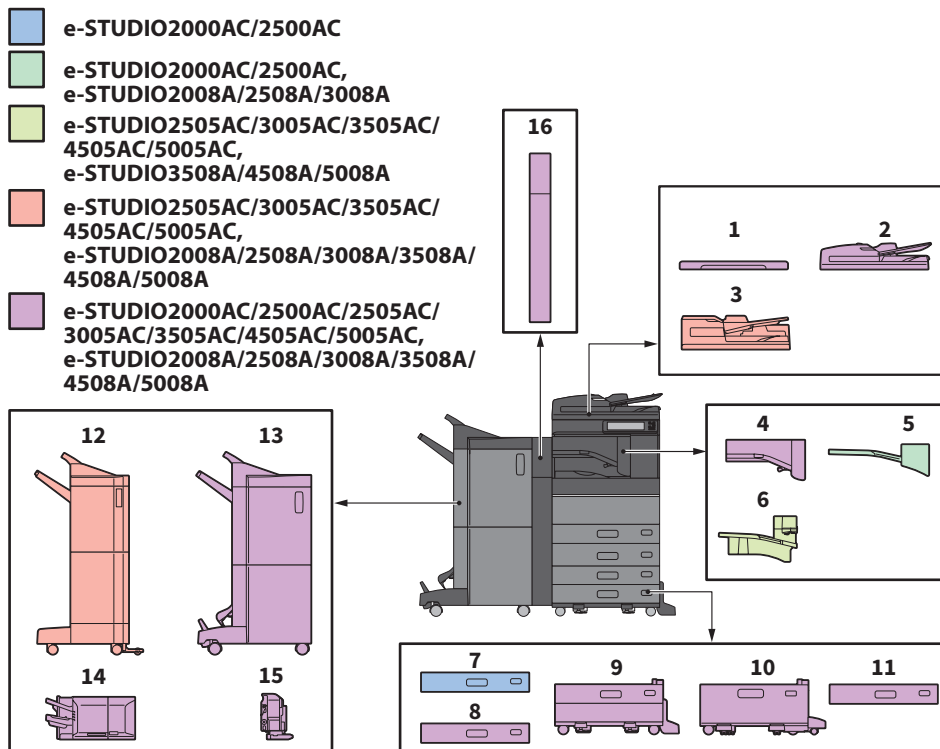 e-STUDIO2000AC/2500AC
e-STUDIO2000AC/2500AC,
e-STUDIO2008A/2508A/3008A
e-STUDIO2505AC/3005AC/3505AC/
4505AC/5005AC,
e-STUDIO3508A/4508A/5008A
e-STUDIO2505AC/3005AC/3505AC/
4505AC/5005AC,
e-STUDIO2008A/2508A/3008A/3508A/
4508A/5008A
e-STUDIO2000AC/2500AC/2505AC/
3005AC/3505AC/4505AC/5005AC,
e-STUDIO2008A/2508A/3008A/3508A/
4508A/5008A
16
1 2
3
4 5
6
12 13
14 15
7 9 10 11
8